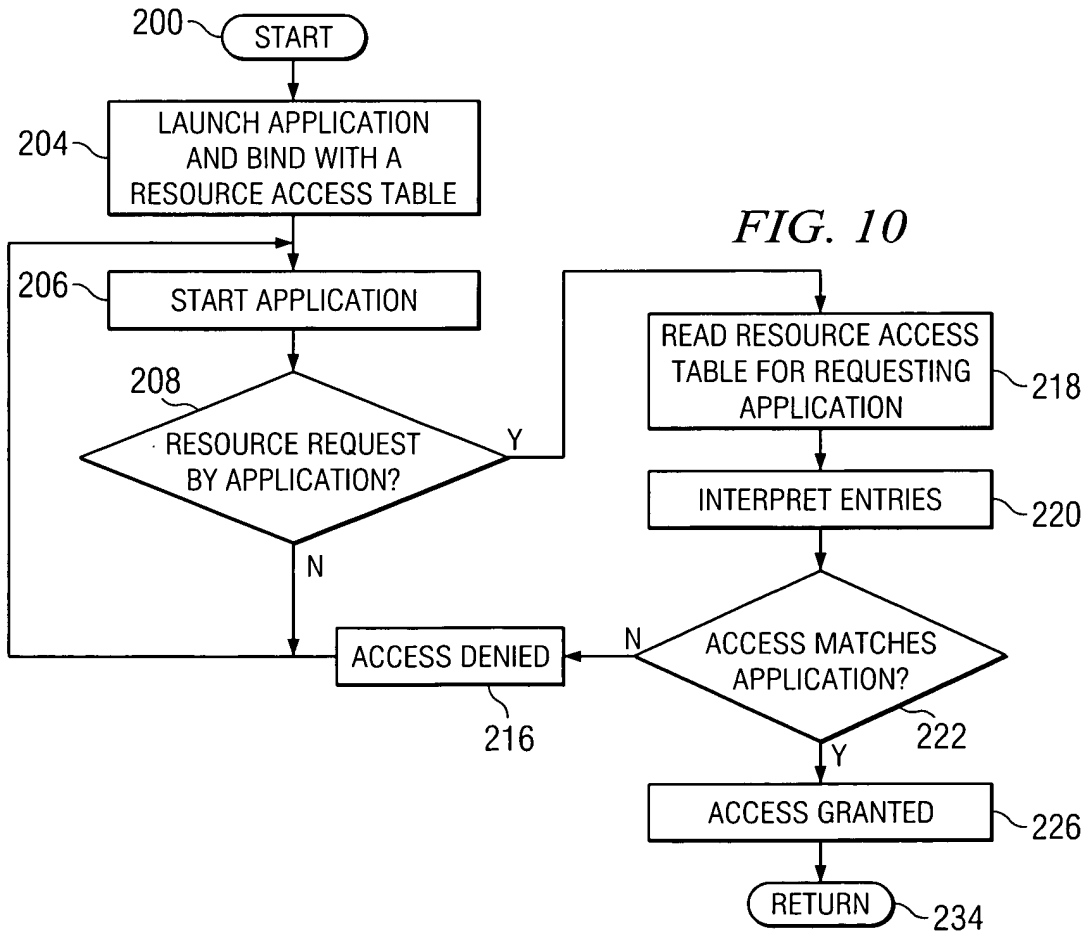 200
START
204
LAUNCH APPLICATION
AND BIND WITH A
RESOURCE ACCESS TABLE
FIG. 10
206
START APPLICATION
208
RESOURCE REQUEST
BY APPLICATION?
Y
N
READ RESOURCE ACCESS
TABLE FOR REQUESTING
APPLICATION
218
INTERPRET ENTRIES
220
ACCESS MATCHES
APPLICATION?
222
N
ACCESS DENIED
216
Y
ACCESS GRANTED
226
RETURN
234